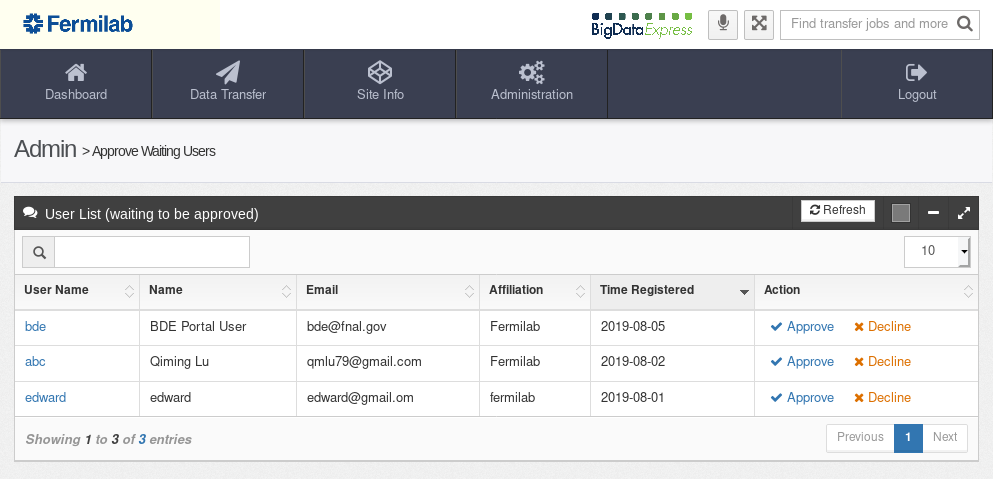 Fermilab
BigDataExpress
Find transfer jobs and more
Dashboard
Data Transfer
Site Info
Administration
Logout
Admin > Approve Waiting Users
User List (waiting to be approved)
Refresh
10
User Name Name Email Affiliation Time Registered Action
bde BDE Portal User bde@fnal.gov Fermilab 2019-08-05 Approve Decline
abc Qiming Lu qmlu79@gmail.com Fermilab 2019-08-02 Approve Decline
edward edward edward@gmail.om fermilab 2019-08-01 Approve Decline
Showing 1 to 3 of 3 entries
Previous 1 Next